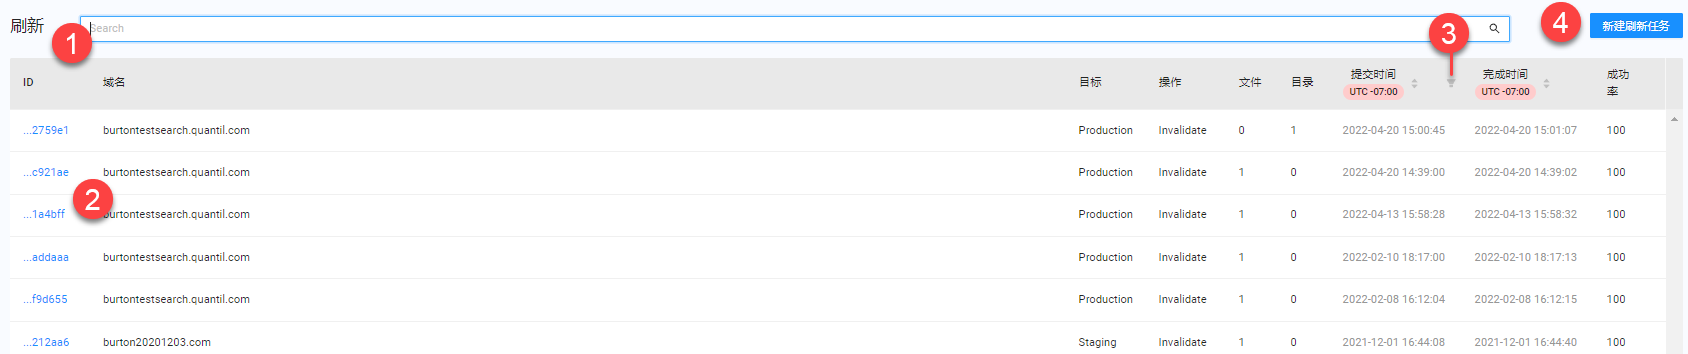 刷新 Search 新建刷新任务
1 3 4
ID 域名 目标 操作 文件 目录 提交时间 UTC -07:00 完成时间 UTC -07:00 成功率
...2759e1 burtontestsearch.quantil.com Production Invalidate 0 1 2022-04-20 15:00:45 2022-04-20 15:01:07 100
...c921ae burtontestsearch.quantil.com Production Invalidate 1 0 2022-04-20 14:39:00 2022-04-20 14:39:02 100
2
...1a4bff burtontestsearch.quantil.com Production Invalidate 1 0 2022-04-13 15:58:28 2022-04-13 15:58:32 100
...addaaa burtontestsearch.quantil.com Production Invalidate 1 0 2022-02-10 18:17:00 2022-02-10 18:17:13 100
...f9d655 burtontestsearch.quantil.com Production Invalidate 1 0 2022-02-08 16:12:04 2022-02-08 16:12:15 100
...212aa6 burton20201203.com Staging Invalidate 1 0 2021-12-01 16:44:08 2021-12-01 16:44:40 100